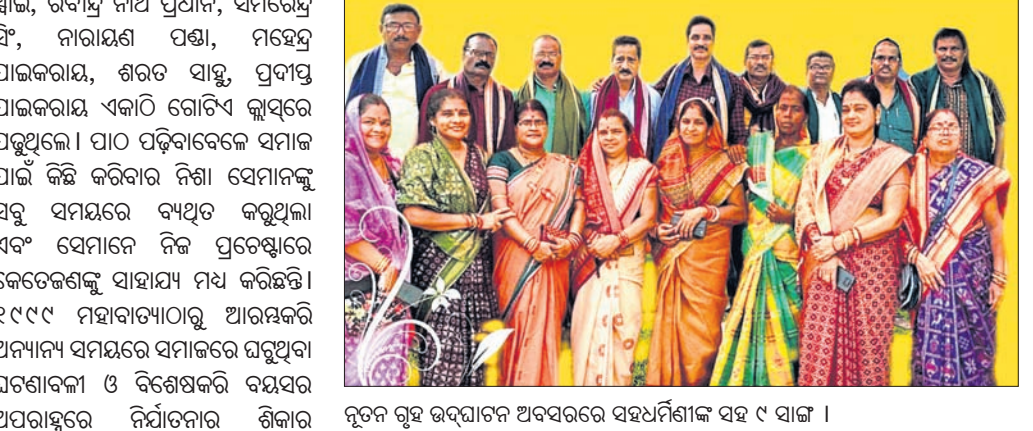 ସ୍ୱାଇଁ, ରବୀନ୍ଦ୍ର ନାଥ ପ୍ରଧାନ, ସମରେନ୍ଦ୍ର
ସିଂ, ନାରାୟଣ ପଣ୍ଡା, ମହେନ୍ଦ୍ର
ପାଇକରାୟ, ଶରତ ସାହୁ, ପ୍ରଦୀପ୍ତ
ପାଇକରାୟ ଏକାଠି ଗୋଟିଏ କ୍ଲାସ୍‌ରେ
ପଢୁଥିଲେ। ପାଠ ପଢ଼ିବାବେଳେ ସମାଜ
ପାଇଁ କିଛି କରିବାର ନିଶା ସେମାନଙ୍କୁ
ସବୁ ସମୟରେ ବ୍ୟଥିତ କରୁଥିଲା
ଏବଂ ସେମାନେ ନିଜ ପ୍ରଚେଷ୍ଟାରେ
କେତେଜଣଙ୍କୁ ସାହାଯ୍ୟ ମଧ୍ୟ କରିଛନ୍ତି।
୧୯୯୯ ମହାବାତ୍ୟାଠାରୁ ଆରମ୍ଭକରି
ଅନ୍ୟାନ୍ୟ ସମୟରେ ସମାଜରେ ଘଟୁଥିବା
ଘଟଣାବଳୀ ଓ ବିଶେଷକରି ବୟସର
ଅପରାହ୍ନରେ ନିର୍ଯାତନାର ଶିକାର
ନୂତନ ଗୃହ ଉଦ୍‌ଘାଟନ ଅବସରରେ ସହଧର୍ମିଣୀଙ୍କ ସହ ୯ ସାଙ୍ଗ ।